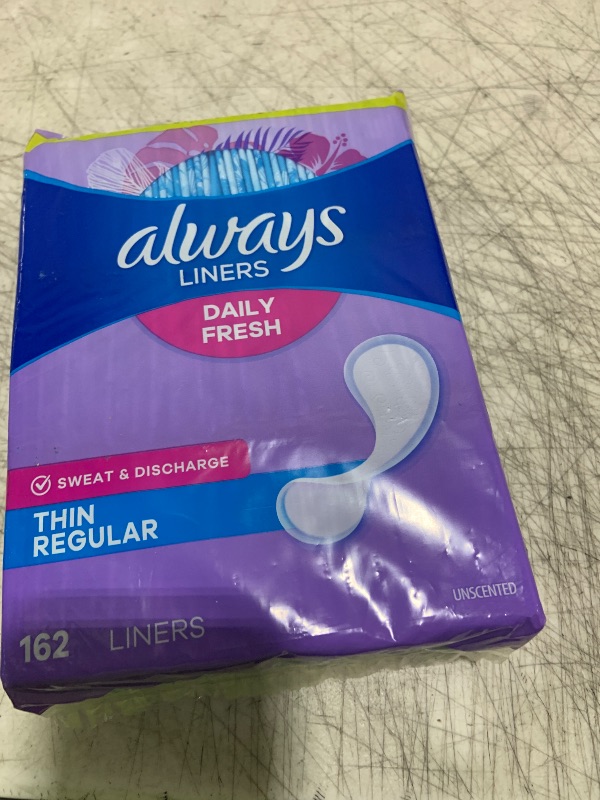 always
LINERS
DAILY
FRESH
SWEAT & DISCHARGE
THIN
REGULAR
UNSCENTED
162 LINERS